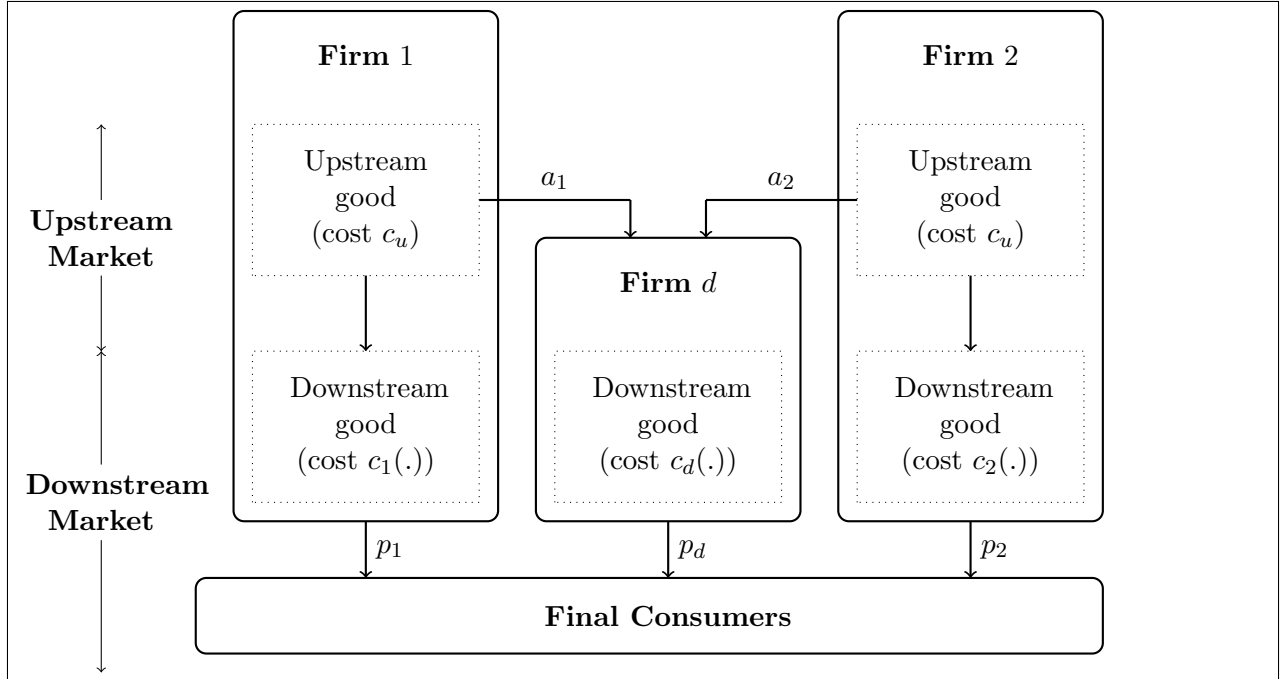 Firm 1
Firm 2
Upstream
good
(cost c_u)
Upstream
good
(cost c_u)
a_1
a_2
Upstream
Market
Firm d
Downstream
good
(cost c_1(.))
Downstream
good
(cost c_d(.))
Downstream
good
(cost c_2(.))
Downstream
Market
p_1
p_d
p_2
Final Consumers